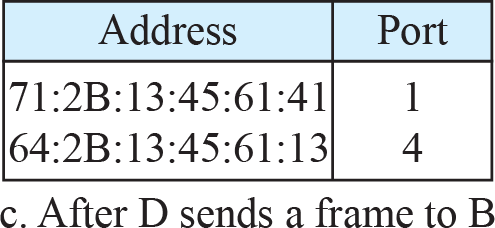 Address Port
71:2B:13:45:61:41 1
64:2B:13:45:61:13 4
c. After D sends a frame to B